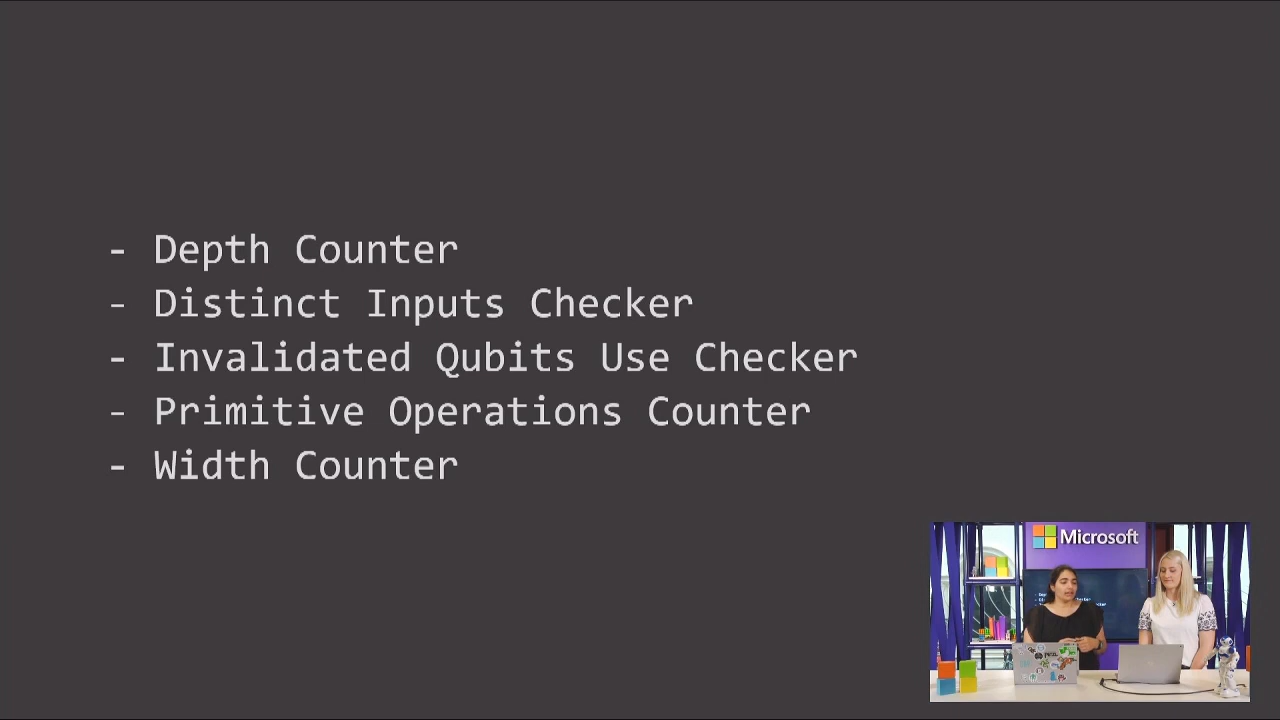 - Depth Counter
- Distinct Inputs Checker
- Invalidated Qubits Use Checker
- Primitive Operations Counter
- Width Counter
Microsoft